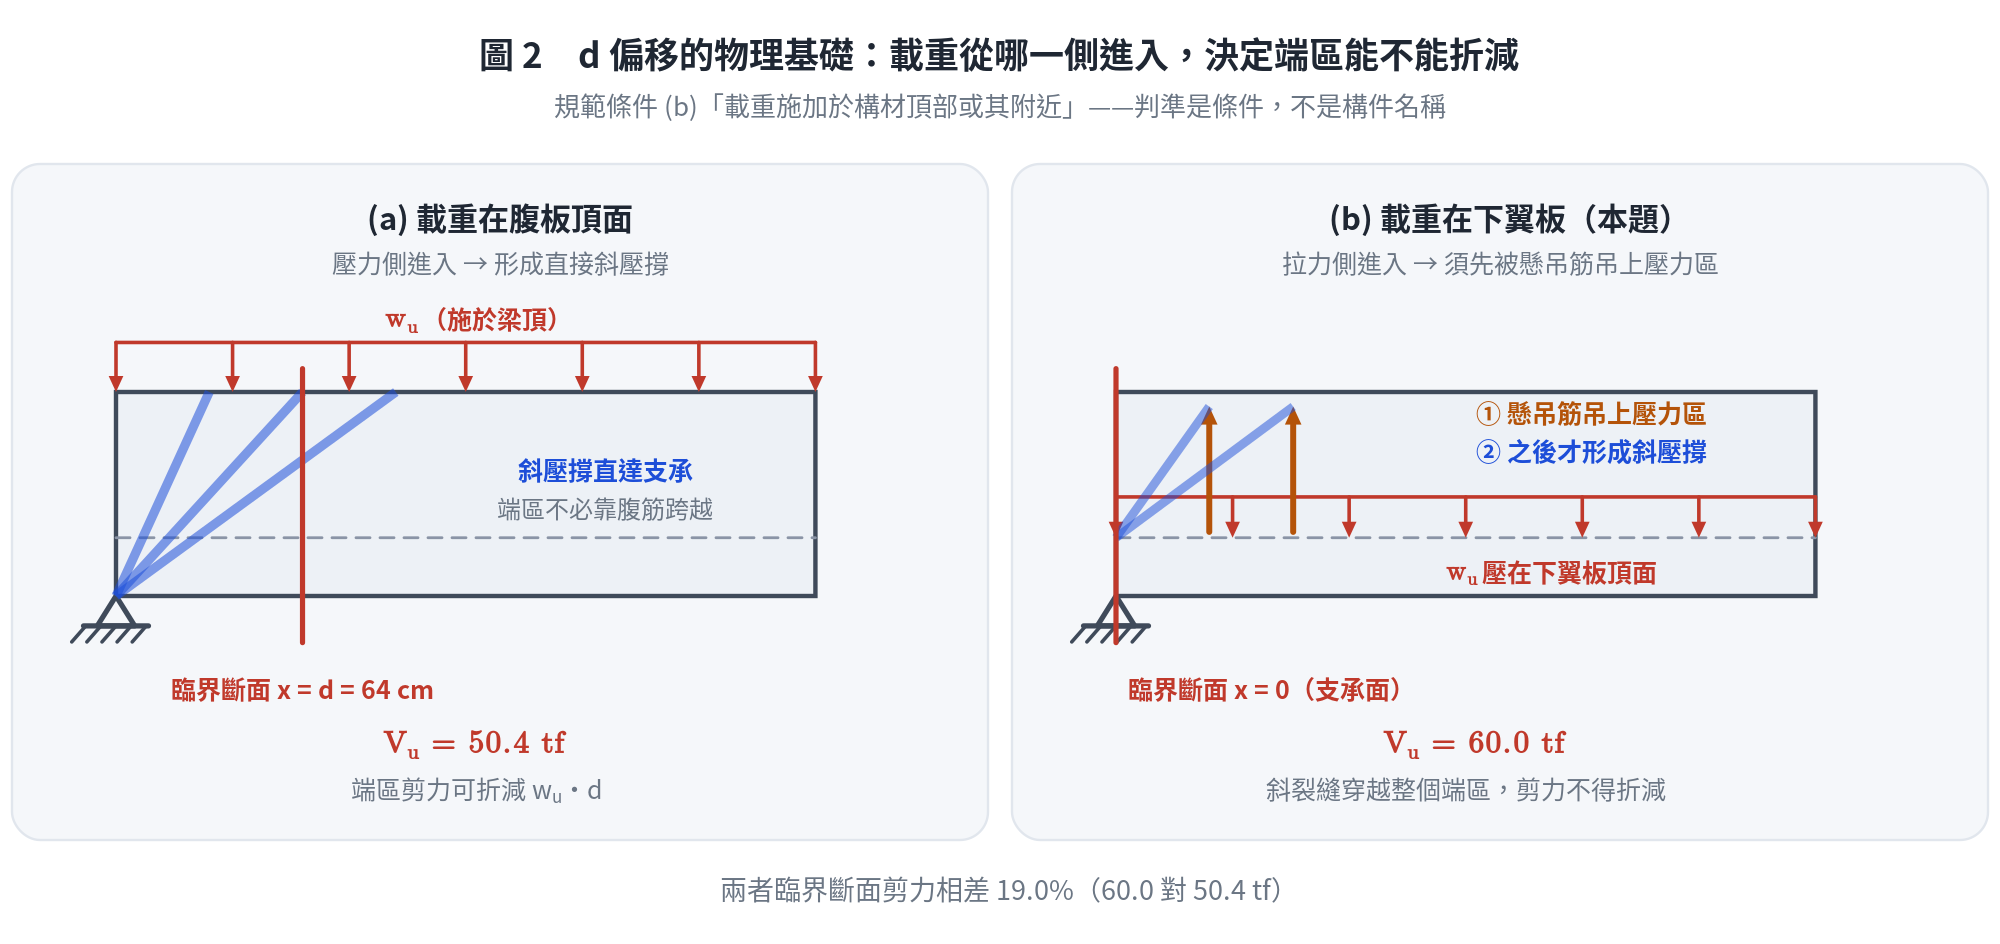 圖 2　d 偏移的物理基礎：載重從哪一側進入，決定端區能不能折減
規範條件 (b)「載重施加於構材頂部或其附近」——判準是條件，不是構件名稱
(a) 載重在腹板頂面
壓力側進入 → 形成直接斜壓撐
wᵤ（施於梁頂）
斜壓撐直達支承
端區不必靠腹筋跨越
臨界斷面 x = d = 64 cm
Vᵤ = 50.4 tf
端區剪力可折減 wᵤ・d
(b) 載重在下翼板（本題）
拉力側進入 → 須先被懸吊筋吊上壓力區
① 懸吊筋吊上壓力區
② 之後才形成斜壓撐
wᵤ 壓在下翼板頂面
臨界斷面 x = 0（支承面）
Vᵤ = 60.0 tf
斜裂縫穿越整個端區，剪力不得折減
兩者臨界斷面剪力相差 19.0%（60.0 對 50.4 tf）